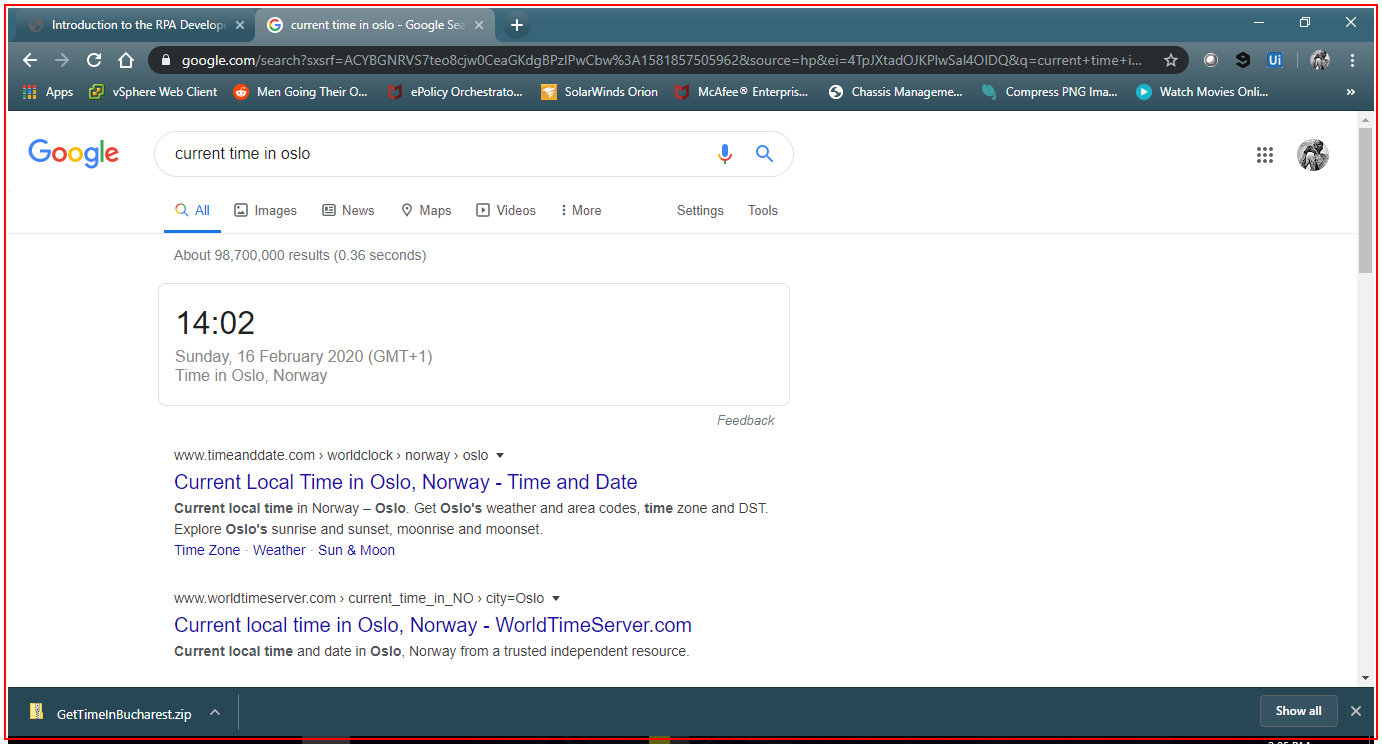 Introduction to the RPA Develope
current time in oslo - Google Sea
google.com/search?sxsrf=ACYBGNRVS7teo8cjw0CeaGKdgBPzlPwCbw%3A1581857505962&source=hp&ei=4TpJXtadOJKPlwSal4OIDQ&q=current+time+i...
Ui
Apps vSphere Web Client Men Going Their O... ePolicy Orchestrato... SolarWinds Orion McAfee® Enterpris... Chassis Manageme... Compress PNG Ima... Watch Movies Onli... »
Google
current time in oslo
All Images News Maps Videos More Settings Tools
About 98,700,000 results (0.36 seconds)
14:02
Sunday, 16 February 2020 (GMT+1)
Time in Oslo, Norway
Feedback
www.timeanddate.com › worldclock › norway › oslo
Current Local Time in Oslo, Norway - Time and Date
Current local time in Norway – Oslo. Get Oslo's weather and area codes, time zone and DST.
Explore Oslo's sunrise and sunset, moonrise and moonset.
Time Zone · Weather · Sun & Moon
www.worldtimeserver.com › current_time_in_NO › city=Oslo
Current local time in Oslo, Norway - WorldTimeServer.com
Current local time and date in Oslo, Norway from a trusted independent resource.
GetTimeInBucharest.zip
Show all